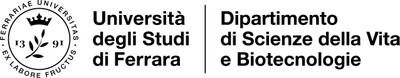 FERRARIAE UNIVERSITAS
EX LABORE FRUCTUS
13 91
Università
degli Studi
di Ferrara
Dipartimento
di Scienze della Vita
e Biotecnologie